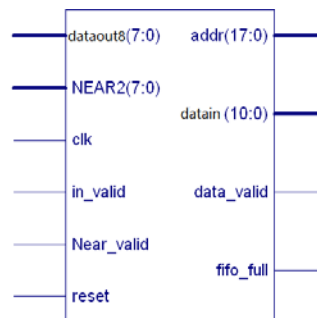 dataout8(7:0) addr(17:0)
NEAR2(7:0)
datain (10:0)
clk
in_valid data_valid
Near_valid
fifo_full
reset